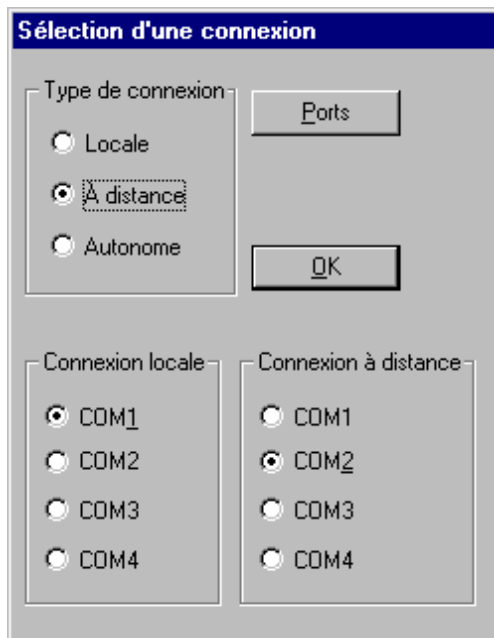 Sélection d'une connexion
Type de connexion
Locale
À distance
Autonome
Ports
OK
Connexion locale
COM1
COM2
COM3
COM4
Connexion à distance
COM1
COM2
COM3
COM4